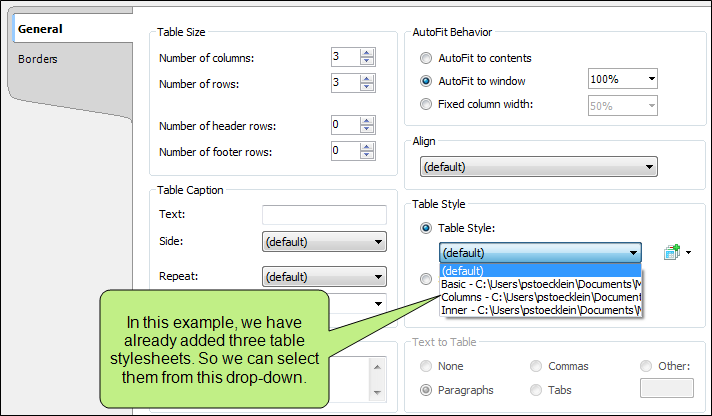 General
Borders
Table Size
Number of columns: 3
Number of rows: 3
Number of header rows: 0
Number of footer rows: 0
Table Caption
Text:
Side: (default)
Repeat: (default)
AutoFit Behavior
AutoFit to contents
AutoFit to window 100%
Fixed column width: 50%
Align
(default)
Table Style
Table Style:
(default)
(default)
Basic - C:\Users\pstoecklein\Documents\M
Columns - C:\Users\pstoecklein\Document
Inner - C:\Users\pstoecklein\Documents\M
Text to Table
None
Commas
Other:
Paragraphs
Tabs
In this example, we have
already added three table
stylesheets. So we can select
them from this drop-down.